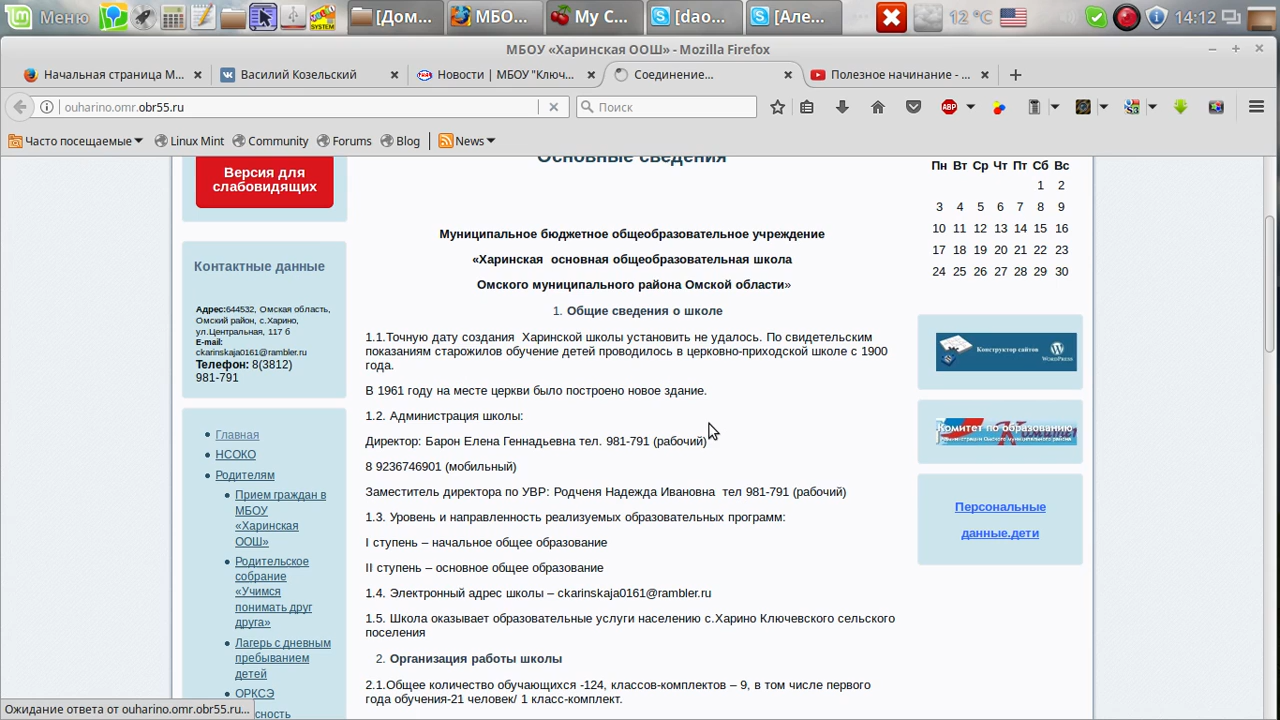 Меню
[Дом...
МБО...
My C...
[dao...
[Але...
12 °C
14:12
МБОУ «Харинская ООШ» - Mozilla Firefox
Начальная страница М...
Василий Козельский
Новости | МБОУ "Ключ...
Соединение...
Полезное начинание - ...
ouharino.omr.obr55.ru
Поиск
Часто посещаемые
Linux Mint
Community
Forums
Blog
News
Версия для
слабовидящих
Контактные данные
Адрес:644532, Омская область,
Омский район, с.Харино,
ул.Центральная, 117 б
E-mail:
ckarinskaja0161@rambler.ru
Телефон: 8(3812)
981-791
Главная
НСОКО
Родителям
Прием граждан в
МБОУ
«Харинская
ООШ»
Родительское
собрание
«Учимся
понимать друг
друга»
Лагерь с дневным
пребыванием
детей
ОРКСЭ
Основные сведения
Муниципальное бюджетное общеобразовательное учреждение
«Харинская основная общеобразовательная школа
Омского муниципального района Омской области»
1. Общие сведения о школе
1.1.Точную дату создания Харинской школы установить не удалось. По свидетельским
показаниям старожилов обучение детей проводилось в церковно-приходской школе с 1900
года.
В 1961 году на месте церкви было построено новое здание.
1.2. Администрация школы:
Директор: Барон Елена Геннадьевна тел. 981-791 (рабочий)
8 9236746901 (мобильный)
Заместитель директора по УВР: Родченя Надежда Ивановна тел 981-791 (рабочий)
1.3. Уровень и направленность реализуемых образовательных программ:
I ступень – начальное общее образование
II ступень – основное общее образование
1.4. Электронный адрес школы – ckarinskaja0161@rambler.ru
1.5. Школа оказывает образовательные услуги населению с.Харино Ключевского сельского
поселения
2. Организация работы школы
2.1.Общее количество обучающихся -124, классов-комплектов – 9, в том числе первого
года обучения-21 человек/ 1 класс-комплект.
Пн Вт Ср Чт Пт Сб Вс
1 2
3 4 5 6 7 8 9
10 11 12 13 14 15 16
17 18 19 20 21 22 23
24 25 26 27 28 29 30
Конструктор сайтов
WORDPRESS
Комитет по образованию
Персональные
данные.дети
Ожидание ответа от ouharino.omr.obr55.ru...